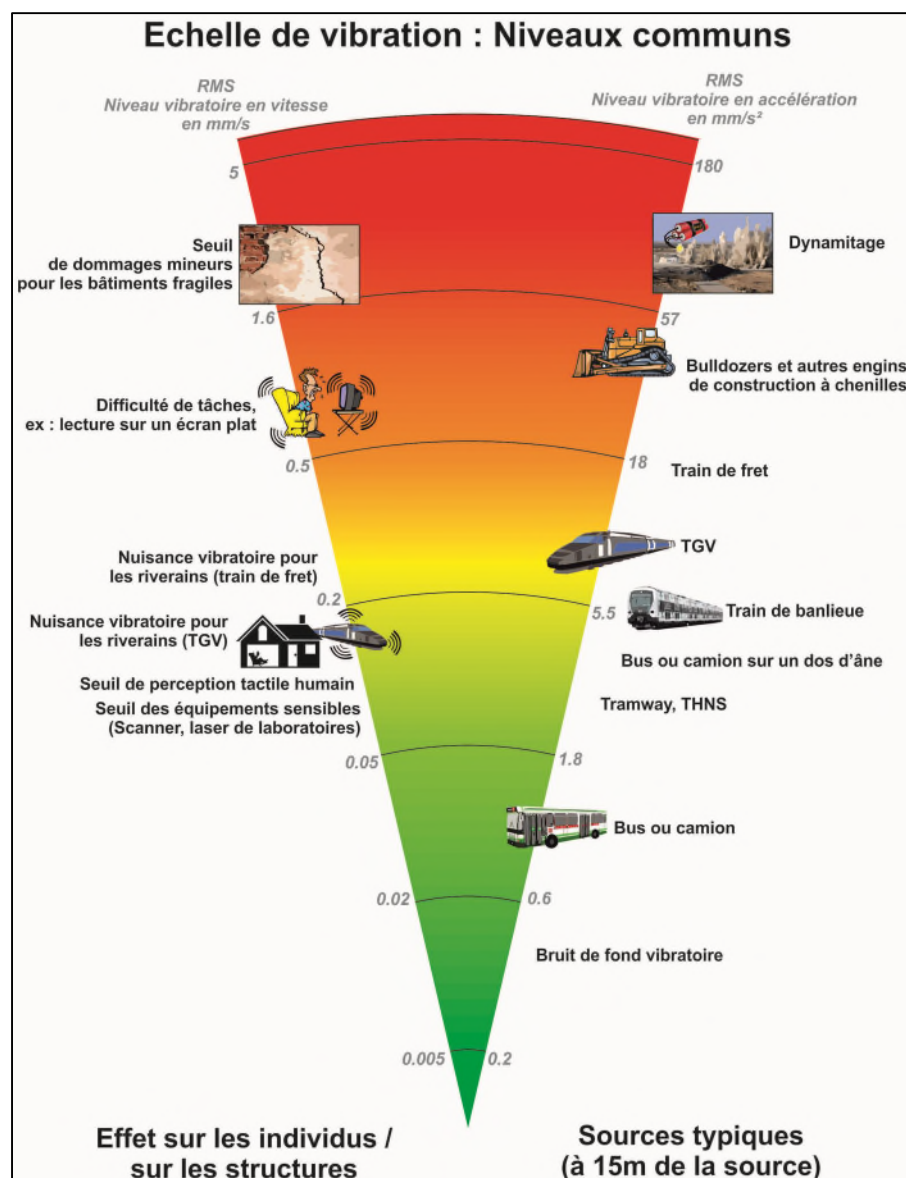 Echelle de vibration : Niveaux communs
RMS
Niveau vibratoire en vitesse
en mm/s
RMS
Niveau vibratoire en accélération
en mm/s²
5
180
Seuil
de dommages mineurs
pour les bâtiments fragiles
Dynamitage
1.6
57
Bulldozers et autres engins
de construction à chenilles
Difficulté de tâches,
ex : lecture sur un écran plat
0.5
18
Train de fret
TGV
Nuisance vibratoire pour
les riverains (train de fret)
0.2
5.5
Train de banlieue
Nuisance vibratoire pour
les riverains (TGV)
Bus ou camion sur un dos d'âne
Seuil de perception tactile humain
Seuil des équipements sensibles
(Scanner, laser de laboratoires)
Tramway, THNS
0.05
1.8
Bus ou camion
0.02
0.6
Bruit de fond vibratoire
0.005
0.2
Effet sur les individus /
sur les structures
Sources typiques
(à 15m de la source)